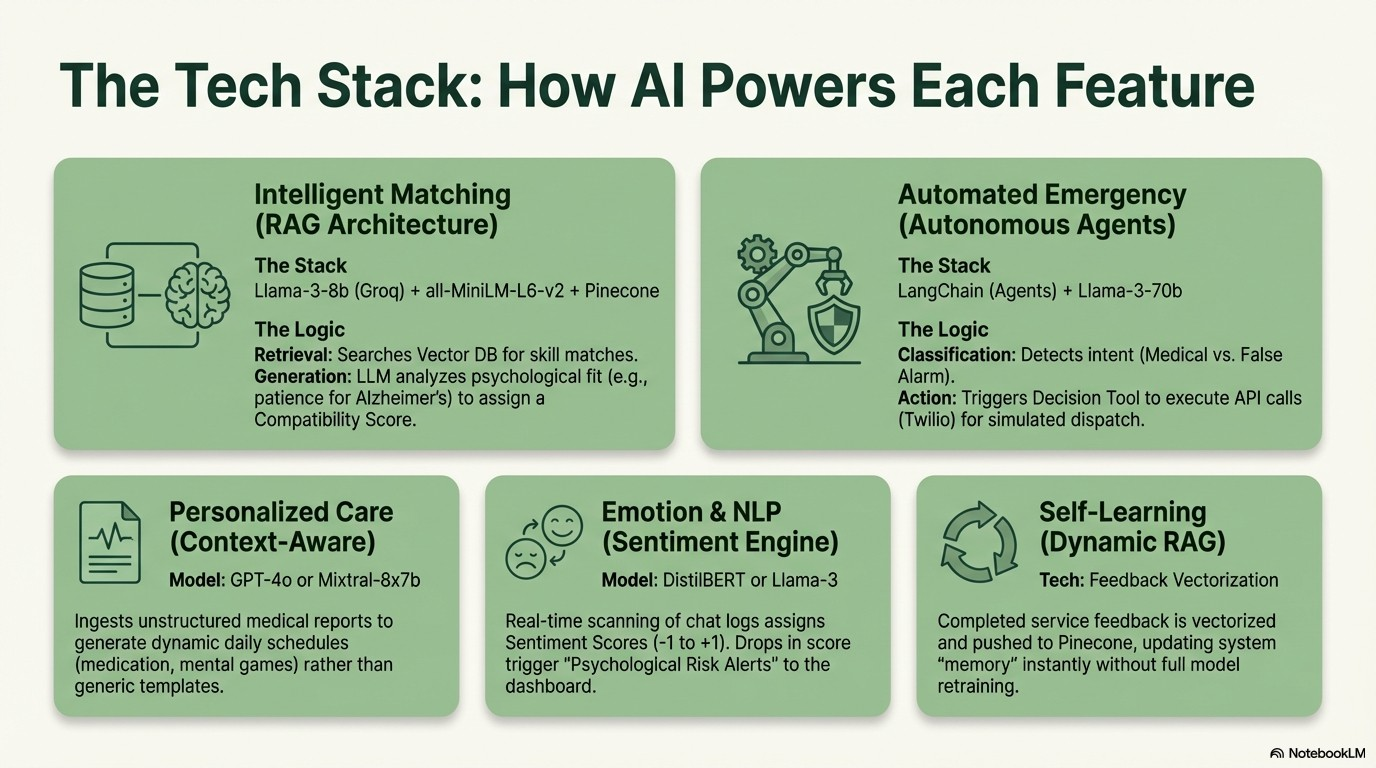 The Tech Stack: How AI Powers Each Feature
Intelligent Matching
(RAG Architecture)
The Stack
Llama-3-8b (Groq) + all-MiniLM-L6-v2 + Pinecone
The Logic
Retrieval: Searches Vector DB for skill matches.
Generation: LLM analyzes psychological fit (e.g.,
patience for Alzheimer's) to assign a
Compatibility Score.
Automated Emergency
(Autonomous Agents)
The Stack
LangChain (Agents) + Llama-3-70b
The Logic
Classification: Detects intent (Medical vs. False
Alarm).
Action: Triggers Decision Tool to execute API calls
(Twilio) for simulated dispatch.
Personalized Care
(Context-Aware)
Model: GPT-4o or Mixtral-8x7b
Ingests unstructured medical reports to
generate dynamic daily schedules
(medication, mental games) rather than
generic templates.
Emotion & NLP
(Sentiment Engine)
Model: DistilBERT or Llama-3
Real-time scanning of chat logs assigns
Sentiment Scores (-1 to +1). Drops in score
trigger "Psychological Risk Alerts" to the
dashboard.
Self-Learning
(Dynamic RAG)
Tech: Feedback Vectorization
Completed service feedback is vectorized
and pushed to Pinecone, updating system
“memory” instantly without full model
retraining.
NotebookLM